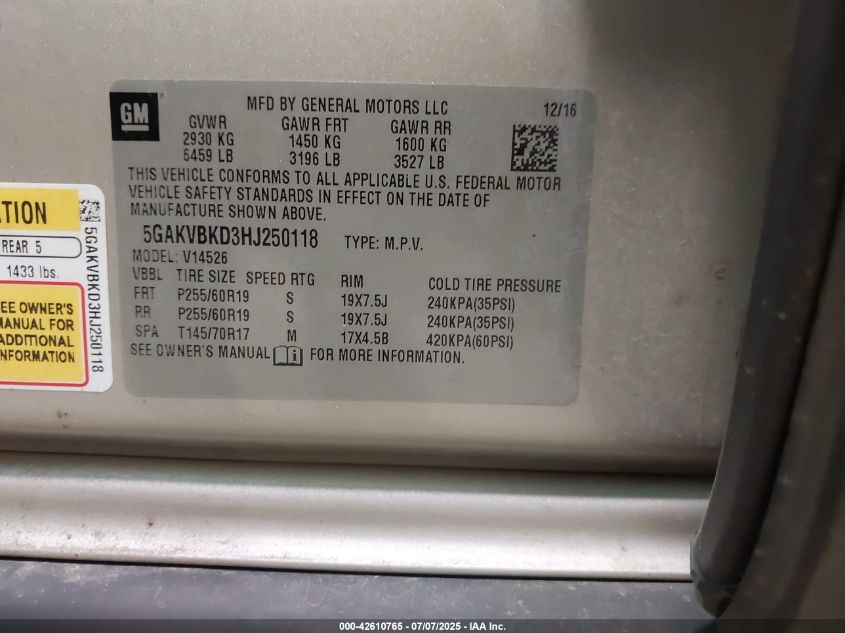 GM
MFD BY GENERAL MOTORS LLC 12/16
GVWR GAWR FRT GAWR RR
2930 KG 1450 KG 1600 KG
6459 LB 3196 LB 3527 LB
THIS VEHICLE CONFORMS TO ALL APPLICABLE U.S. FEDERAL MOTOR
VEHICLE SAFETY STANDARDS IN EFFECT ON THE DATE OF
MANUFACTURE SHOWN ABOVE.
5GAKVBKD3HJ250118 TYPE: M.P.V.
MODEL: V14526
VBBL TIRE SIZE SPEED RTG RIM COLD TIRE PRESSURE
FRT P255/60R19 S 19X7.5J 240KPA(35PSI)
RR P255/60R19 S 19X7.5J 240KPA(35PSI)
SPA T145/70R17 M 17X4.5B 420KPA(60PSI)
SEE OWNER'S MANUAL FOR MORE INFORMATION.
ATION
REAR 5
1433 lbs.
EE OWNER'S
MANUAL FOR
ADDITIONAL
NFORMATION
5GAKVBKD3HJ250118
000-42610765 - 07/07/2025 - IAA Inc.